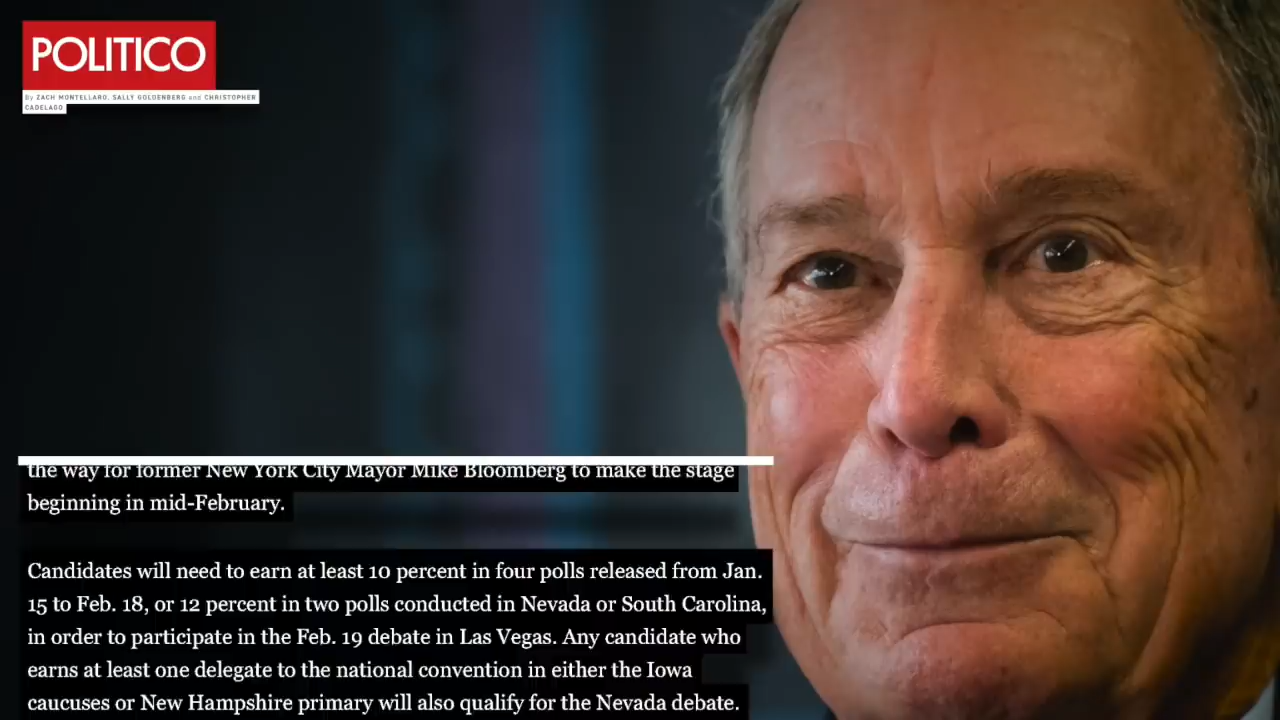 POLITICO
By ZACH MONTELLARO, SALLY GOLDENBERG and CHRISTOPHER
CADELAGO
the way for former New York City Mayor Mike Bloomberg to make the stage
beginning in mid-February.
Candidates will need to earn at least 10 percent in four polls released from Jan.
15 to Feb. 18, or 12 percent in two polls conducted in Nevada or South Carolina,
in order to participate in the Feb. 19 debate in Las Vegas. Any candidate who
earns at least one delegate to the national convention in either the Iowa
caucuses or New Hampshire primary will also qualify for the Nevada debate.